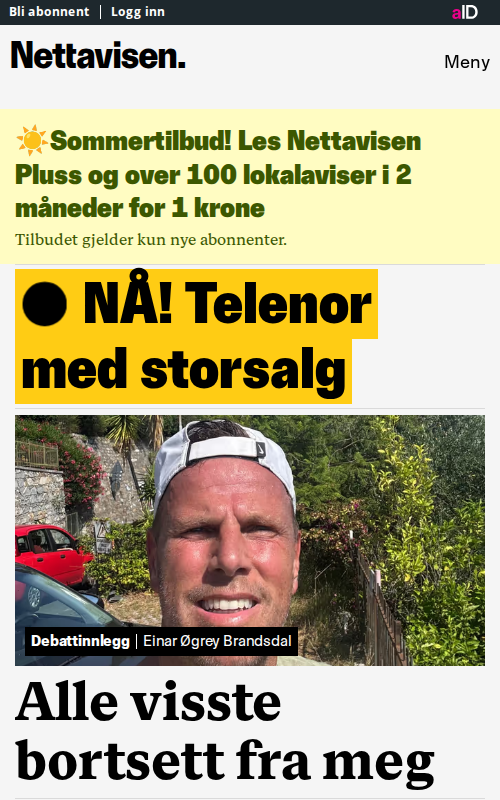 Bli abonnent | Logg inn
aID
Nettavisen.
Meny
☀️Sommertilbud! Les Nettavisen
Pluss og over 100 lokalaviser i 2
måneder for 1 krone
Tilbudet gjelder kun nye abonnenter.
● NÅ! Telenor
med storsalg
Debattinnlegg | Einar Øgrey Brandsdal
Alle visste
bortsett fra meg